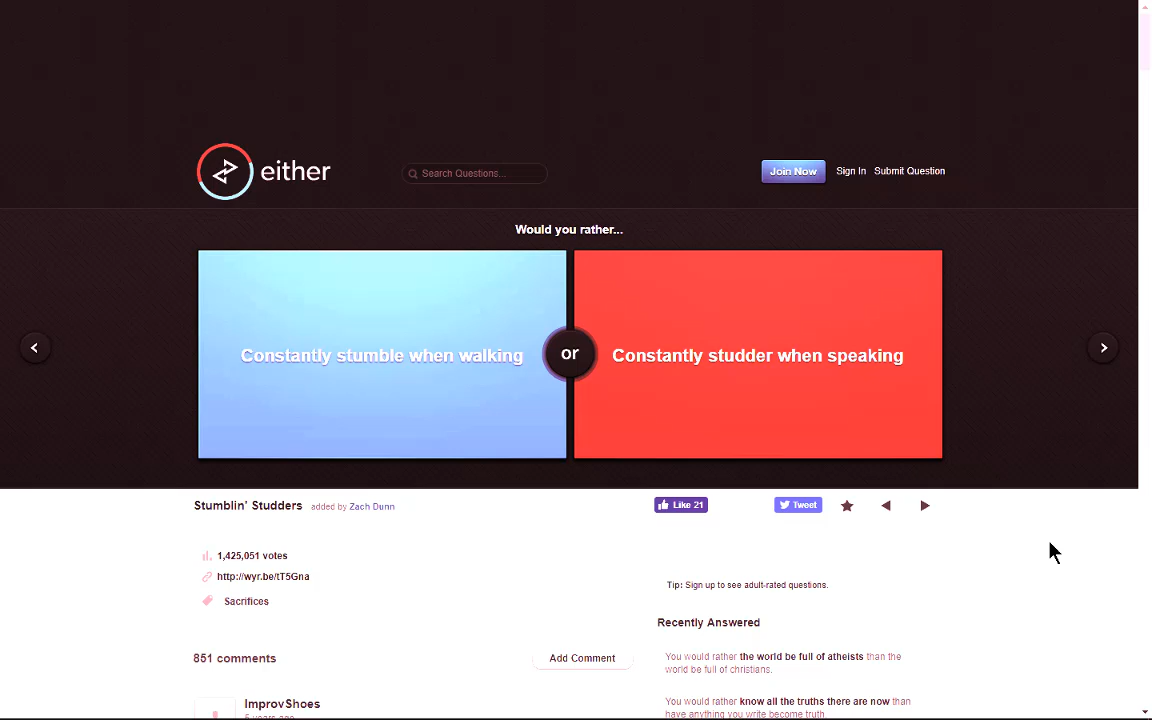 either
Search Questions...
Join Now
Sign In
Submit Question
Would you rather...
Constantly stumble when walking
or
Constantly studder when speaking
Stumblin' Studders added by Zach Dunn
Like 21
Tweet
1,425,051 votes
http://wyr.be/tT5Gna
Sacrifices
Tip: Sign up to see adult-rated questions.
Recently Answered
851 comments
Add Comment
You would rather the world be full of atheists than the
world be full of christians.
ImprovShoes
5 years ago
You would rather know all the truths there are now than
have anything you write become truth.